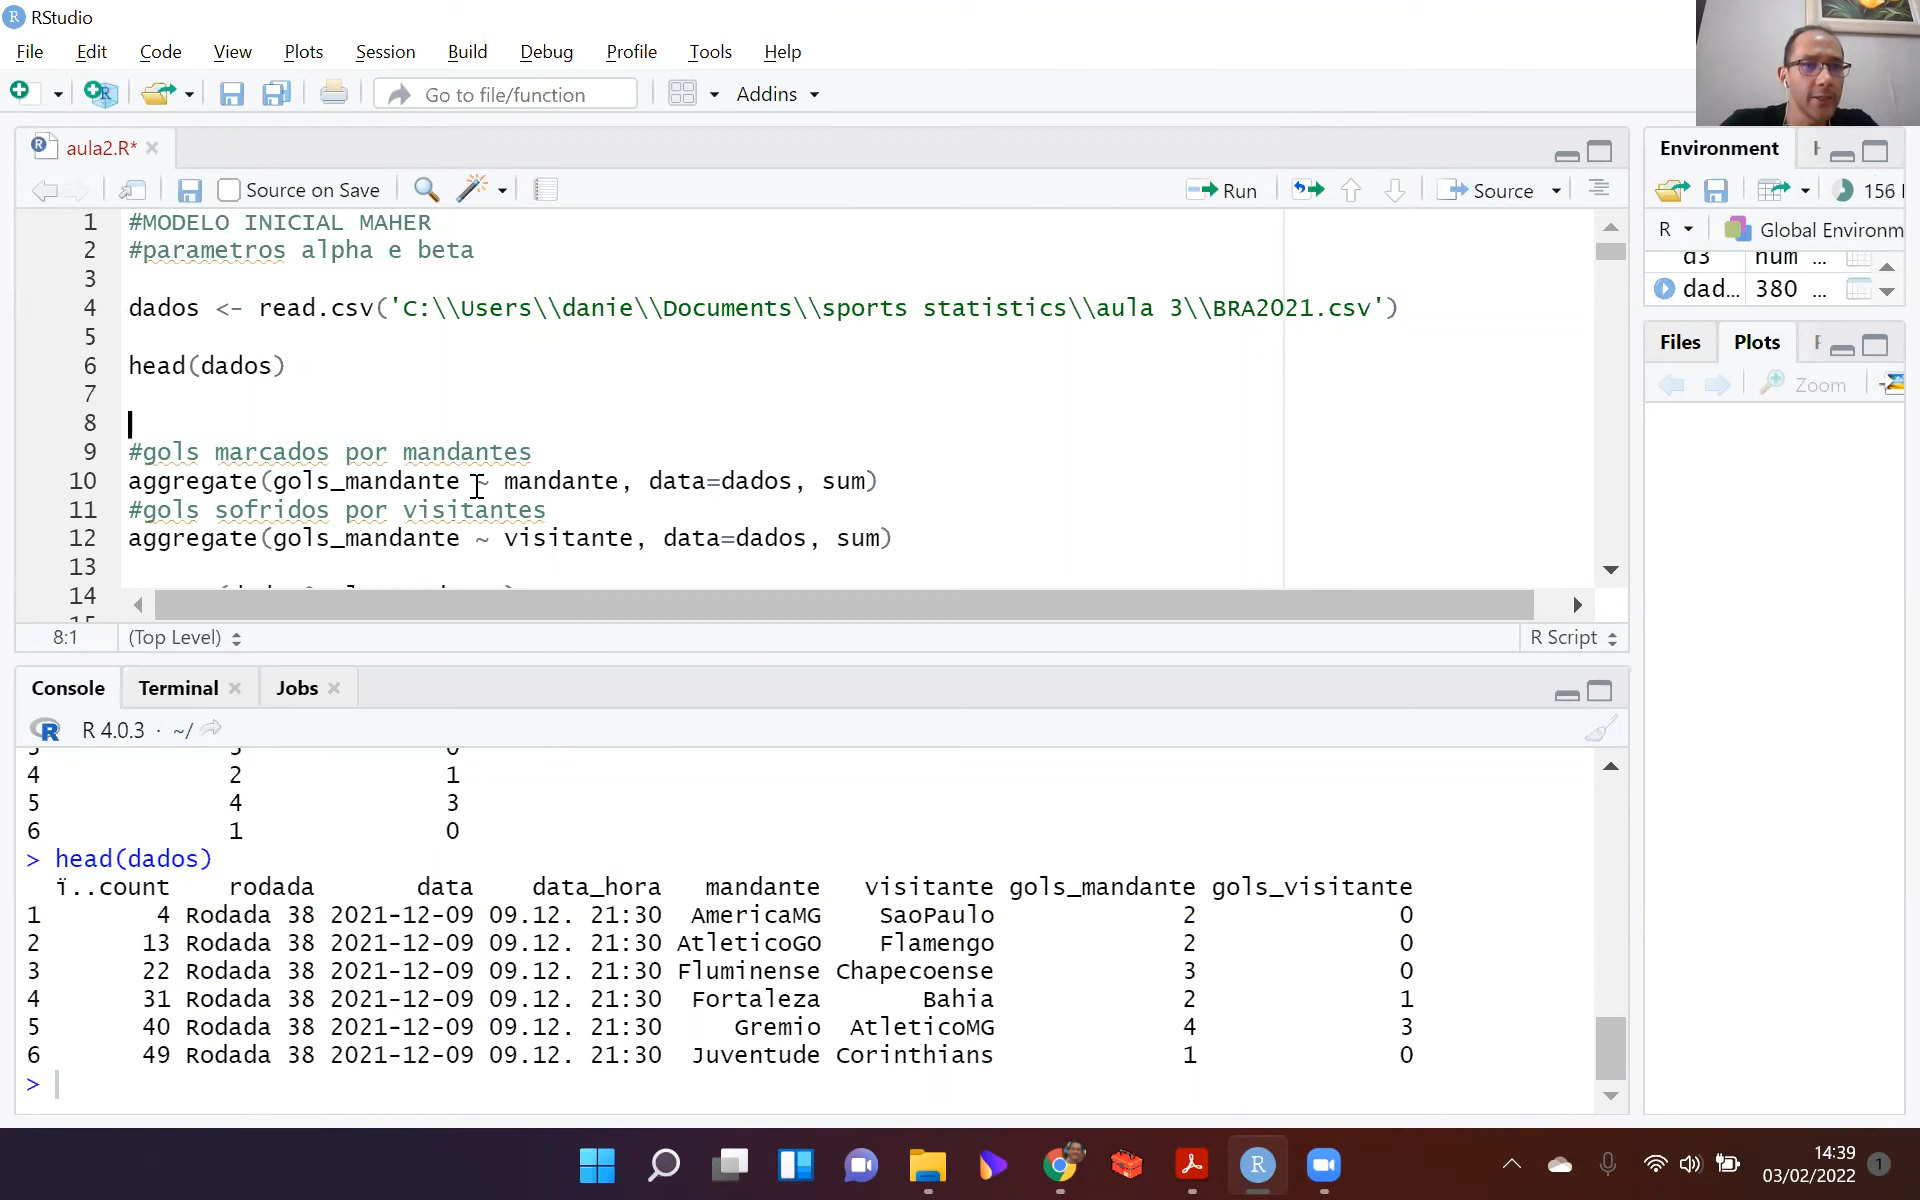 RStudio
File Edit Code View Plots Session Build Debug Profile Tools Help
Go to file/function Addins
aula2.R*
Source on Save Run Source
1 #MODELO INICIAL MAHER
2 #parametros alpha e beta
3
4 dados <- read.csv('C:\\Users\\danie\\Documents\\sports statistics\\aula 3\\BRA2021.csv')
5
6 head(dados)
7
8
9 #gols marcados por mandantes
10 aggregate(gols_mandante ~ mandante, data=dados, sum)
11 #gols sofridos por visitantes
12 aggregate(gols_mandante ~ visitante, data=dados, sum)
13
14
8:1 (Top Level) R Script
Console Terminal Jobs
R 4.0.3 · ~/
4 2 1
5 4 3
6 1 0
> head(dados)
ï..count rodada data data_hora mandante visitante gols_mandante gols_visitante
1 4 Rodada 38 2021-12-09 09.12. 21:30 AmericaMG SaoPaulo 2 0
2 13 Rodada 38 2021-12-09 09.12. 21:30 AtleticoGO Flamengo 2 0
3 22 Rodada 38 2021-12-09 09.12. 21:30 Fluminense Chapecoense 3 0
4 31 Rodada 38 2021-12-09 09.12. 21:30 Fortaleza Bahia 2 1
5 40 Rodada 38 2021-12-09 09.12. 21:30 Gremio AtleticoMG 4 3
6 49 Rodada 38 2021-12-09 09.12. 21:30 Juventude Corinthians 1 0
>
Environment
156
R Global Environm
d3 num ...
dad... 380 ...
Files Plots
Zoom
14:39
03/02/2022
1